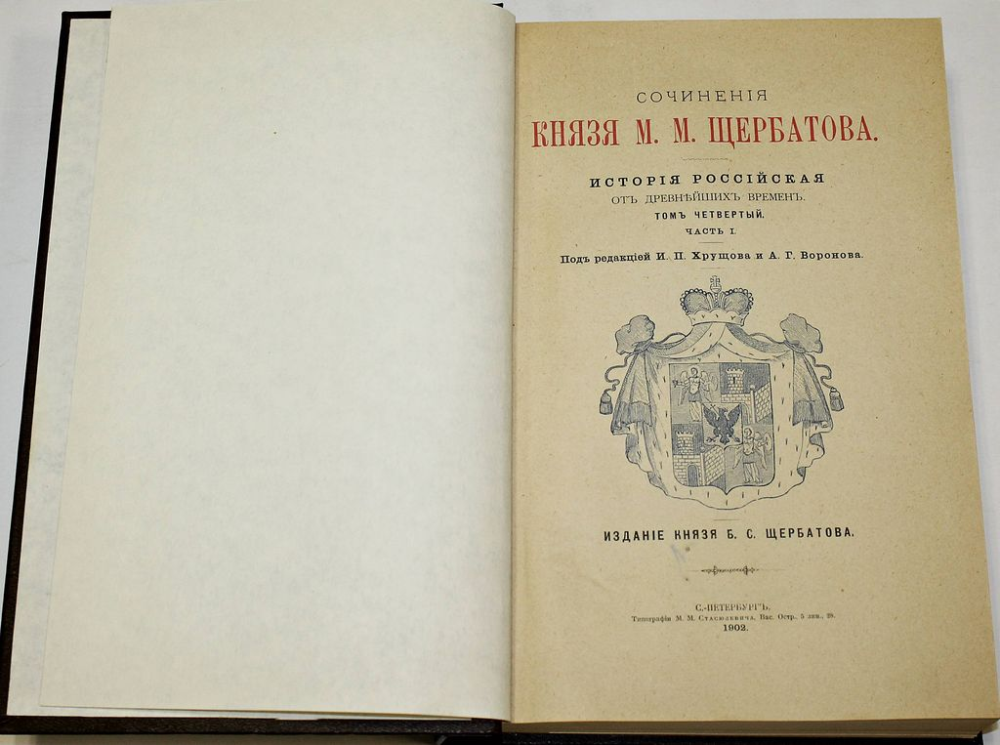 СОЧИНЕНІЯ
КНЯЗЯ М. М. ЩЕРБАТОВА.
ИСТОРІЯ РОССІЙСКАЯ
ОТЪ ДРЕВНѢЙШИХЪ ВРЕМЕНЪ.
ТОМЪ ЧЕТВЕРТЫЙ.
ЧАСТЬ I.
Подъ редакціей И. П. Хрущова и А. Г. Воронова.
ИЗДАНІЕ КНЯЗЯ Б. С. ЩЕРБАТОВА.
С.-ПЕТЕРБУРГЪ.
Типографія М. М. Стасюлевича, Вас. Остр., 5 лин., 28.
1902.